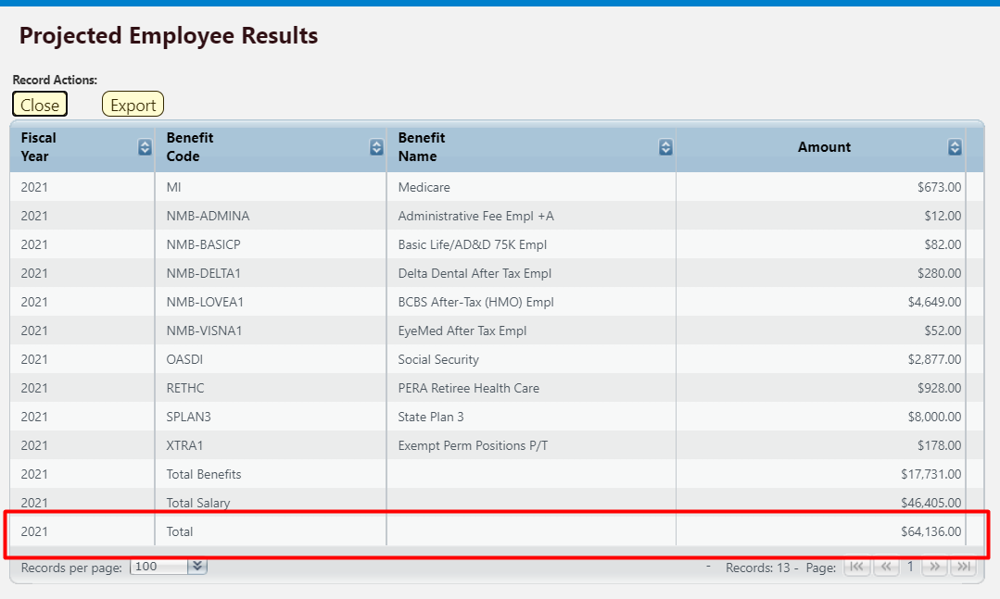 Projected Employee Results
Record Actions:
Close Export
Fiscal Year Benefit Code Benefit Name Amount
2021 MI Medicare $673.00
2021 NMB-ADMINA Administrative Fee Empl +A $12.00
2021 NMB-BASICP Basic Life/AD&D 75K Empl $82.00
2021 NMB-DELTA1 Delta Dental After Tax Empl $280.00
2021 NMB-LOVEA1 BCBS After-Tax (HMO) Empl $4,649.00
2021 NMB-VISNA1 EyeMed After Tax Empl $52.00
2021 OASDI Social Security $2,877.00
2021 RETHC PERA Retiree Health Care $928.00
2021 SPLAN3 State Plan 3 $8,000.00
2021 XTRA1 Exempt Perm Positions P/T $178.00
2021 Total Benefits $17,731.00
2021 Total Salary $46,405.00
2021 Total $64,136.00
Records per page: 100 - Records: 13 - Page: 1